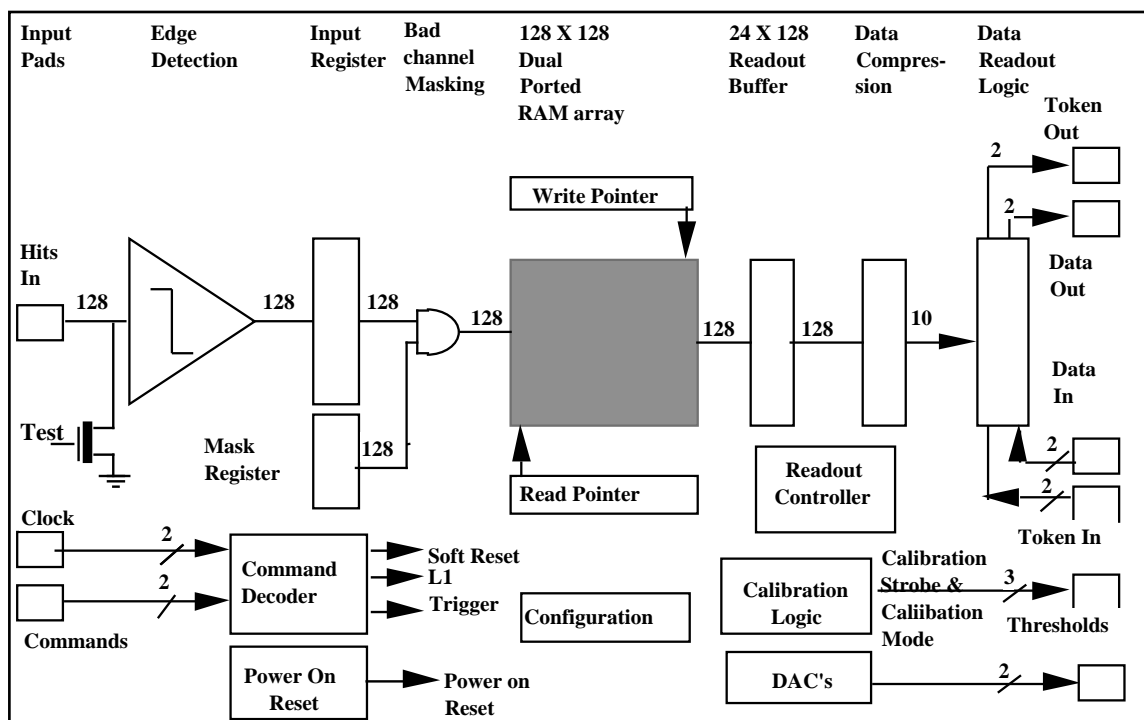 Input
Pads
Edge
Detection
Input
Register
Bad
channel
Masking
128 X 128
Dual
Ported
RAM array
24 X 128
Readout
Buffer
Data
Compres-
sion
Data
Readout
Logic
Token
Out
2
Write Pointer
2
Hits
In
Data
Out
128
128
128
128
128
128
10
Data
In
Test
Mask
Register
128
Read Pointer
Readout
Controller
2
2
Token In
Clock
2
Command
Decoder
Soft Reset
L1
Trigger
2
Commands
Configuration
Calibration
Logic
Calibration
Strobe &
Caliibation
Mode
3
Thresholds
Power On
Reset
Power on
Reset
DAC's
2